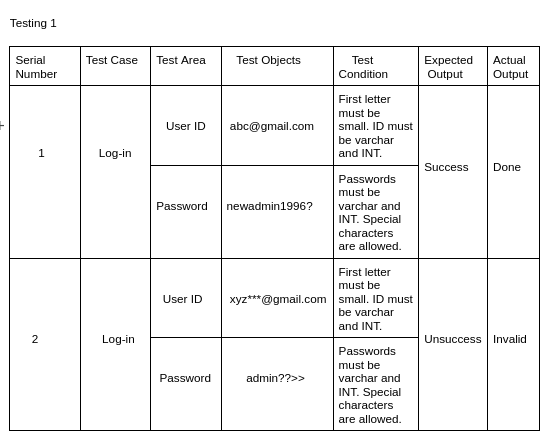 Testing 1
Serial Number
Test Case
Test Area
Test Objects
Test Condition
Expected Output
Actual Output
1
Log-in
User ID
abc@gmail.com
First letter
must be
small. ID must
be varchar
and INT.
Success
Done
Password
newadmin1996?
Passwords
must be
varchar and
INT. Special
characters
are allowed.
2
Log-in
User ID
xyz***@gmail.com
First letter
must be
small. ID must
be varchar
and INT.
Unsuccess
Invalid
Password
admin??>>
Passwords
must be
varchar and
INT. Special
characters
are allowed.